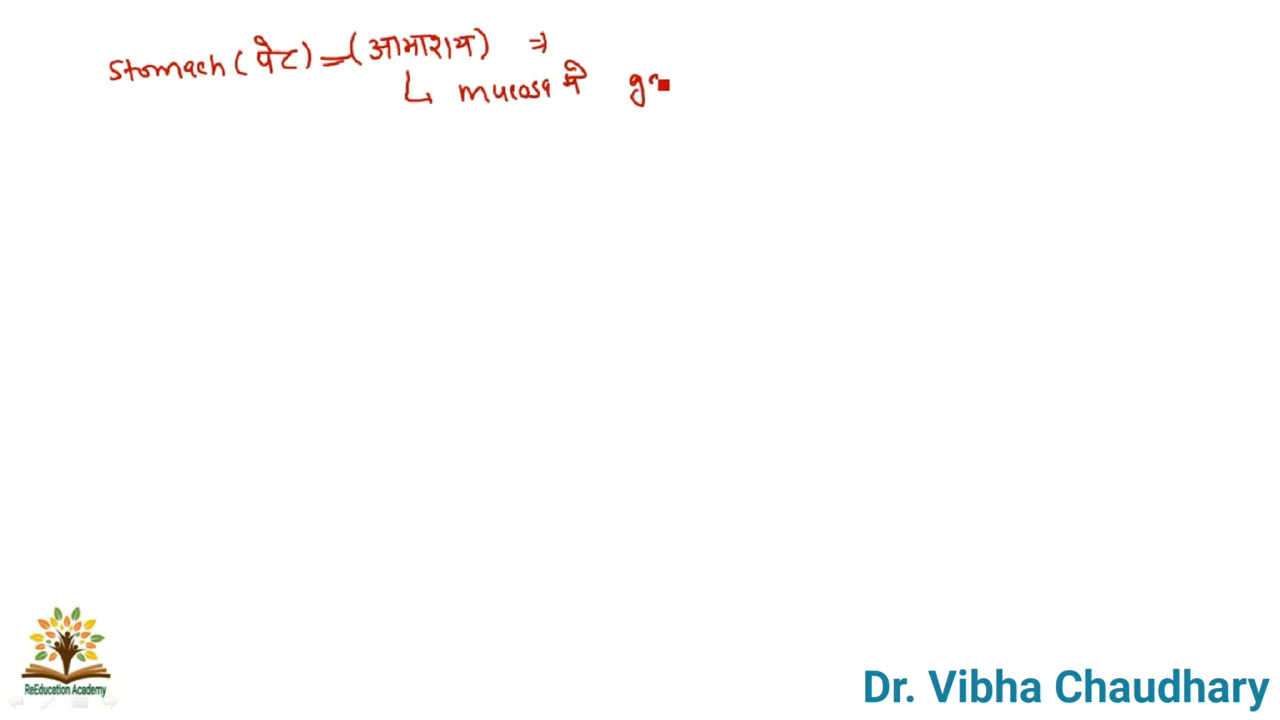 Stomach (पेट) = (आमाशय) ⇒
↳ mucosa में
ReEducation Academy
Dr. Vibha Chaudhary